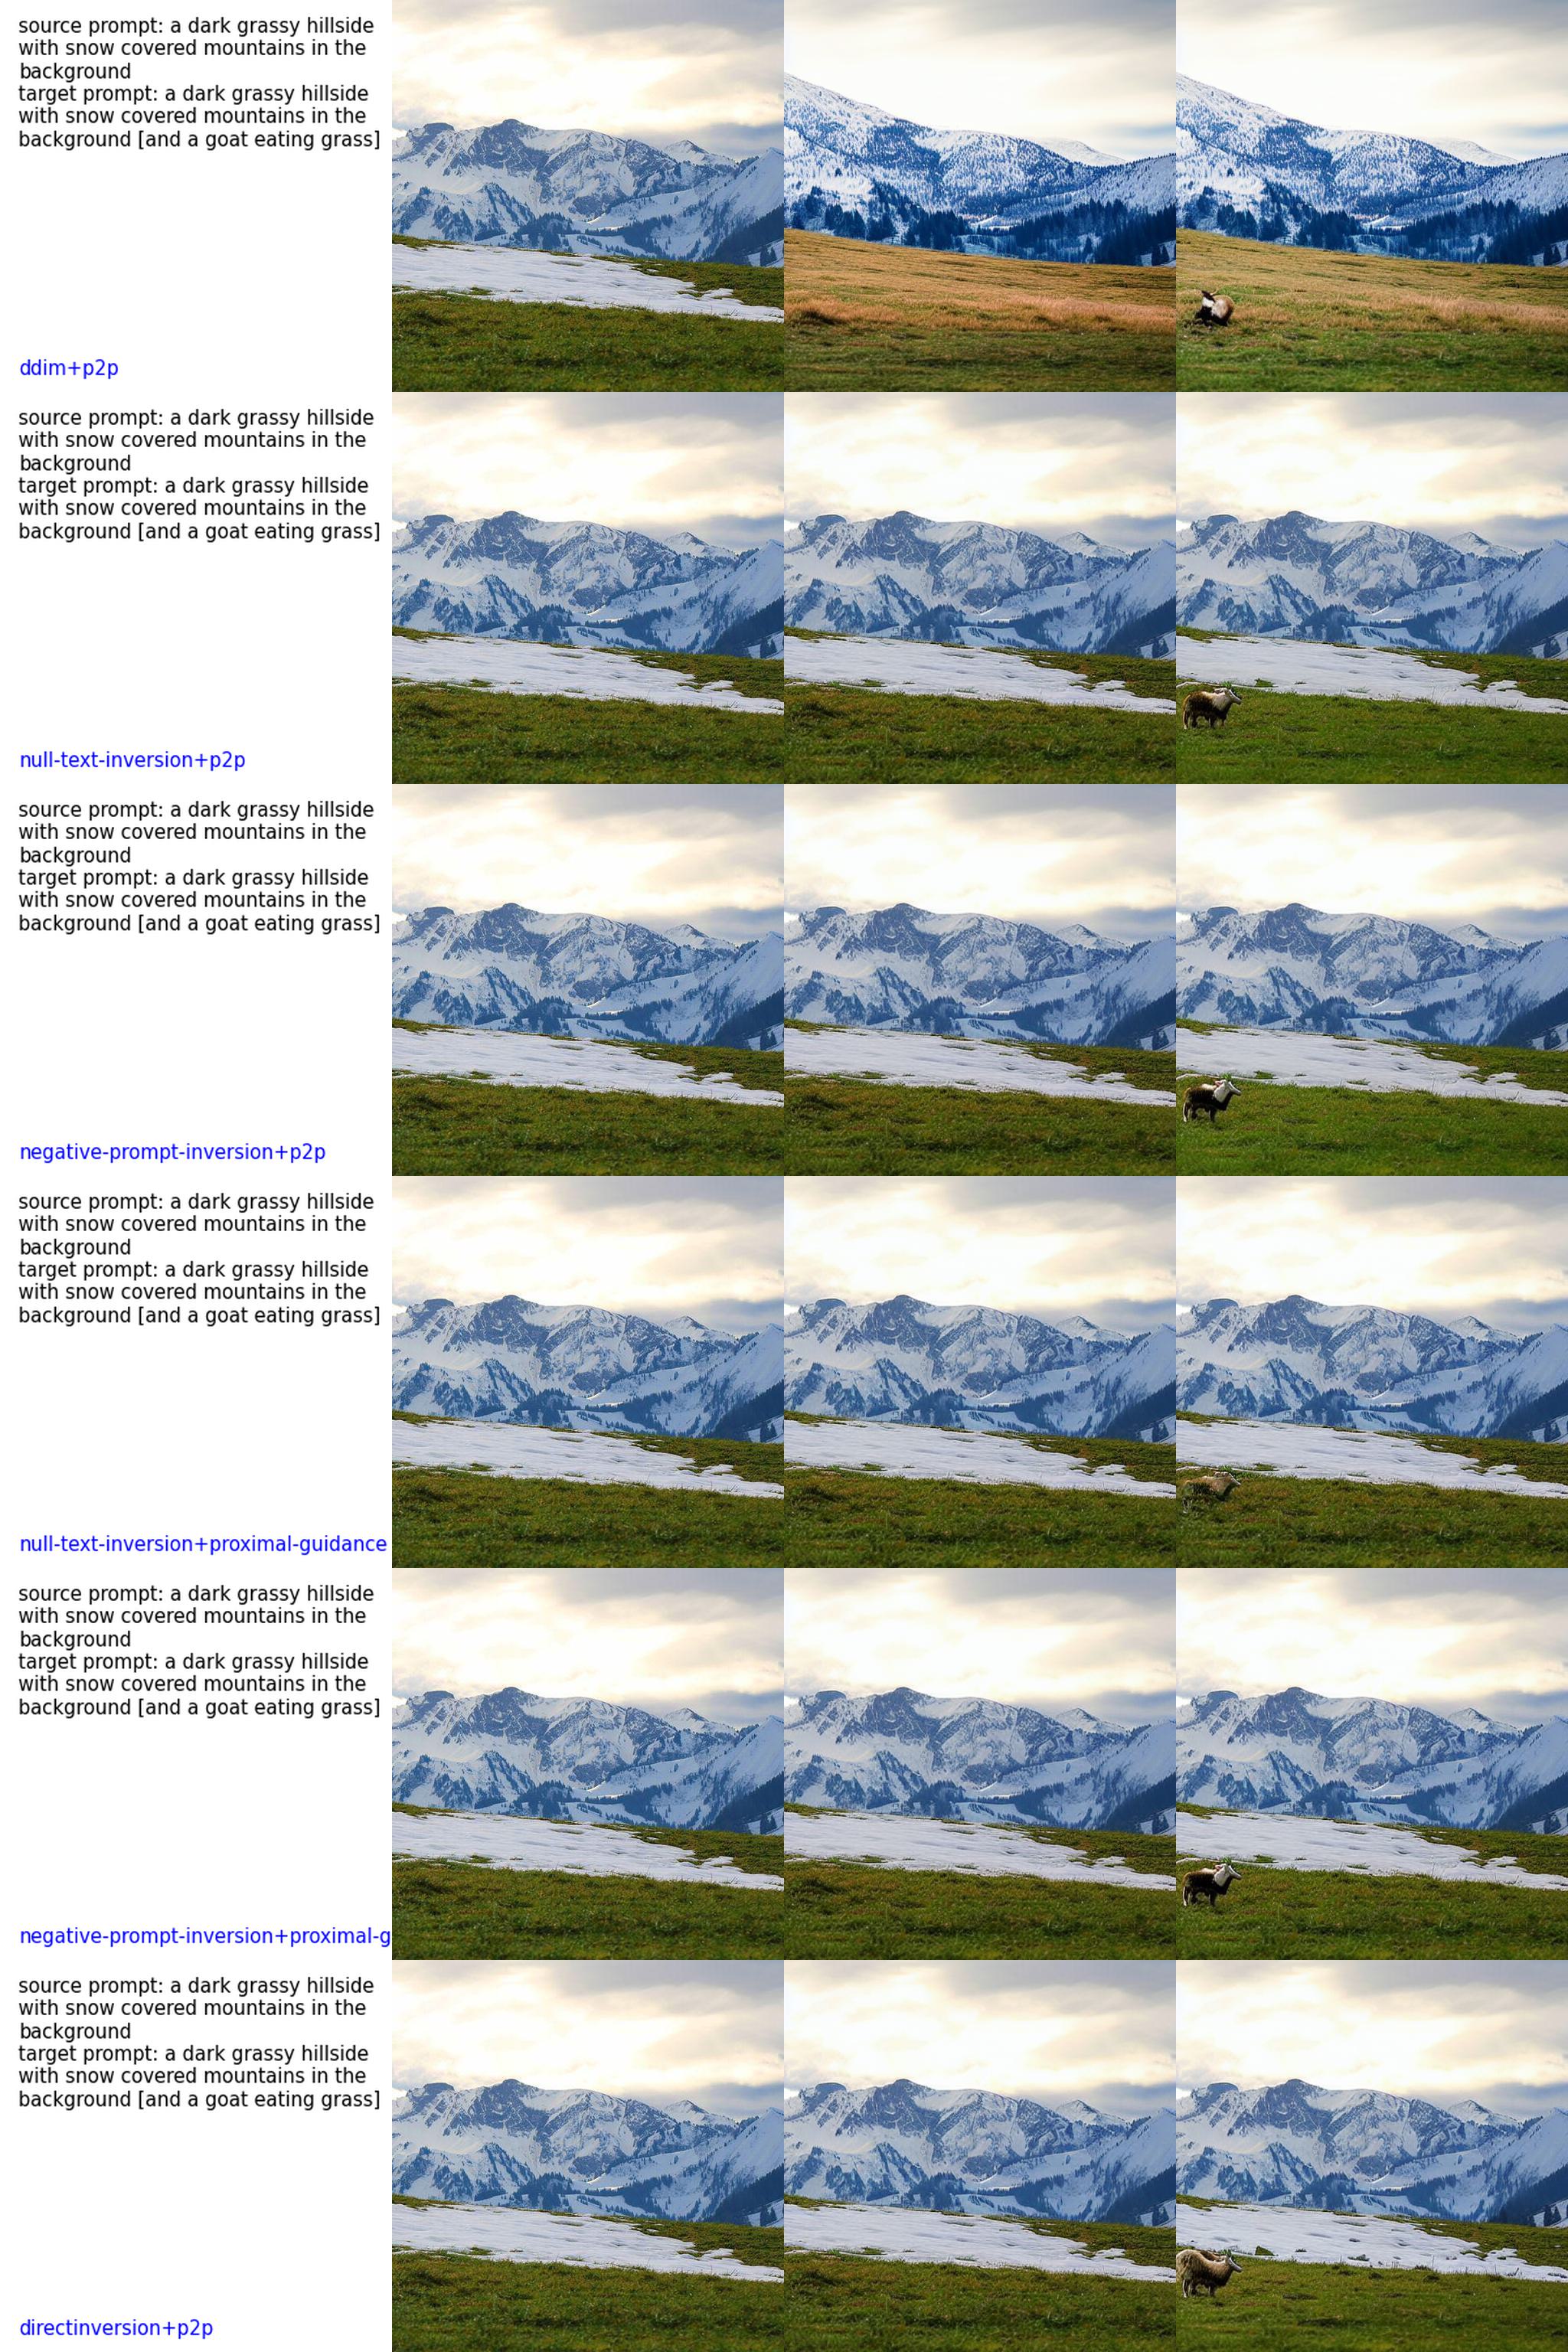 source prompt: a dark grassy hillside
with snow covered mountains in the
background
target prompt: a dark grassy hillside
with snow covered mountains in the
background [and a goat eating grass]
ddim+p2p
source prompt: a dark grassy hillside
with snow covered mountains in the
background
target prompt: a dark grassy hillside
with snow covered mountains in the
background [and a goat eating grass]
null-text-inversion+p2p
source prompt: a dark grassy hillside
with snow covered mountains in the
background
target prompt: a dark grassy hillside
with snow covered mountains in the
background [and a goat eating grass]
negative-prompt-inversion+p2p
source prompt: a dark grassy hillside
with snow covered mountains in the
background
target prompt: a dark grassy hillside
with snow covered mountains in the
background [and a goat eating grass]
null-text-inversion+proximal-guidance
source prompt: a dark grassy hillside
with snow covered mountains in the
background
target prompt: a dark grassy hillside
with snow covered mountains in the
background [and a goat eating grass]
negative-prompt-inversion+proximal-g
source prompt: a dark grassy hillside
with snow covered mountains in the
background
target prompt: a dark grassy hillside
with snow covered mountains in the
background [and a goat eating grass]
directinversion+p2p